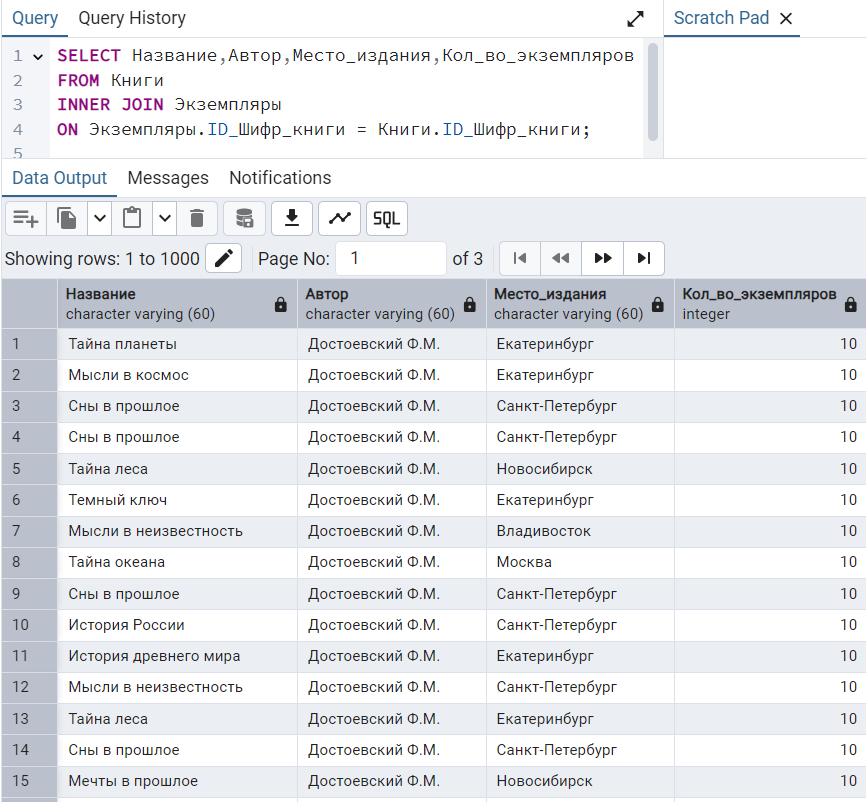 Query Query History Scratch Pad
1 SELECT Название,Автор,Место_издания,Кол_во_экземпляров
2 FROM Книги
3 INNER JOIN Экземпляры
4 ON Экземпляры.ID_Шифр_книги = Книги.ID_Шифр_книги;
5
Data Output Messages Notifications
SQL
Showing rows: 1 to 1000 Page No: 1 of 3
Название Автор Место_издания Кол_во_экземпляров
character varying (60) character varying (60) character varying (60) integer
1 Тайна планеты Достоевский Ф.М. Екатеринбург 10
2 Мысли в космос Достоевский Ф.М. Екатеринбург 10
3 Сны в прошлое Достоевский Ф.М. Санкт-Петербург 10
4 Сны в прошлое Достоевский Ф.М. Санкт-Петербург 10
5 Тайна леса Достоевский Ф.М. Новосибирск 10
6 Темный ключ Достоевский Ф.М. Екатеринбург 10
7 Мысли в неизвестность Достоевский Ф.М. Владивосток 10
8 Тайна океана Достоевский Ф.М. Москва 10
9 Сны в прошлое Достоевский Ф.М. Санкт-Петербург 10
10 История России Достоевский Ф.М. Санкт-Петербург 10
11 История древнего мира Достоевский Ф.М. Екатеринбург 10
12 Мысли в неизвестность Достоевский Ф.М. Санкт-Петербург 10
13 Тайна леса Достоевский Ф.М. Екатеринбург 10
14 Сны в прошлое Достоевский Ф.М. Санкт-Петербург 10
15 Мечты в прошлое Достоевский Ф.М. Новосибирск 10